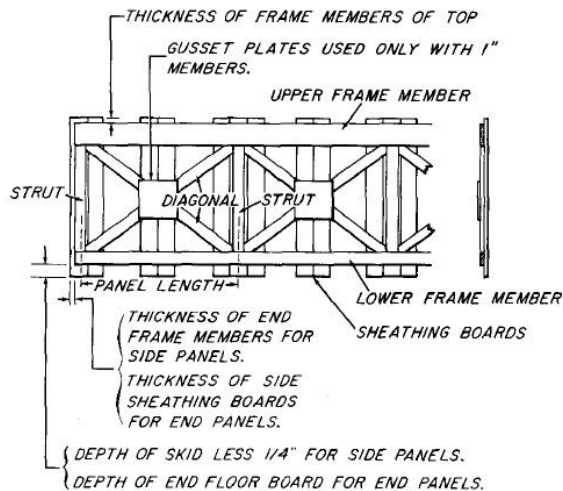 THICKNESS OF FRAME MEMBERS OF TOP
GUSSET PLATES USED ONLY WITH 1"
MEMBERS.
UPPER FRAME MEMBER
STRUT
DIAGONAL
STRUT
PANEL LENGTH
LOWER FRAME MEMBER
SHEATHING BOARDS
THICKNESS OF END
FRAME MEMBERS FOR
SIDE PANELS.
THICKNESS OF SIDE
SHEATHING BOARDS
FOR END PANELS.
DEPTH OF SKID LESS 1/4" FOR SIDE PANELS.
DEPTH OF END FLOOR BOARD FOR END PANELS.